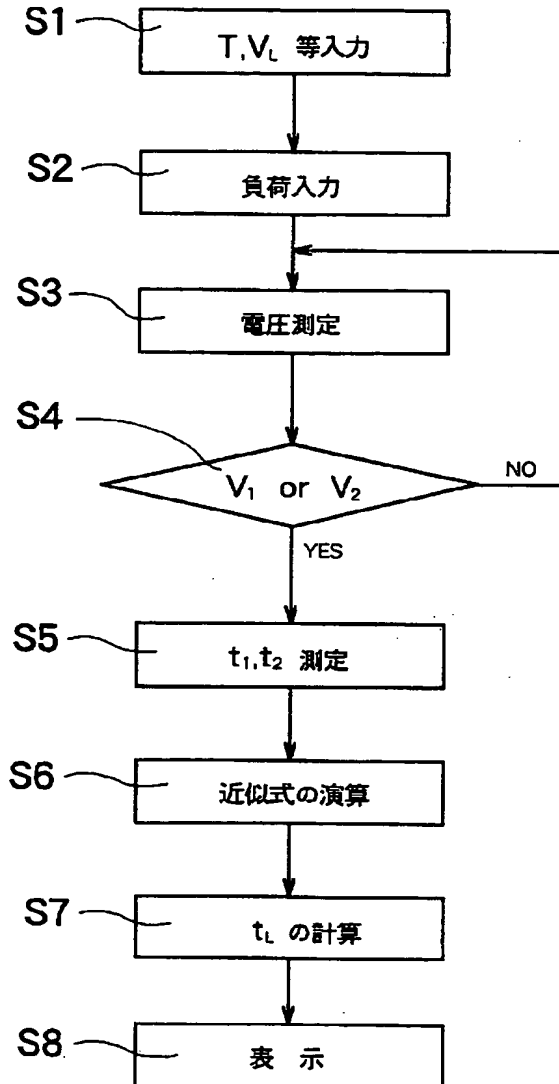 S1
T,V_L 等入力
S2
負荷入力
S3
電圧測定
S4
V₁ or V₂
NO
YES
S5
t₁,t₂ 測定
S6
近似式の演算
S7
t_L の計算
S8
表 示